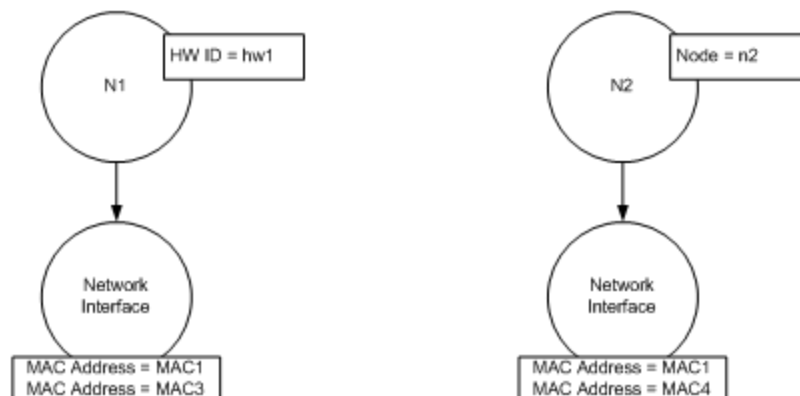 HW ID = hw1
N1
Node = n2
N2
Network
Interface
Network
Interface
MAC Address = MAC1
MAC Address = MAC3
MAC Address = MAC1
MAC Address = MAC4